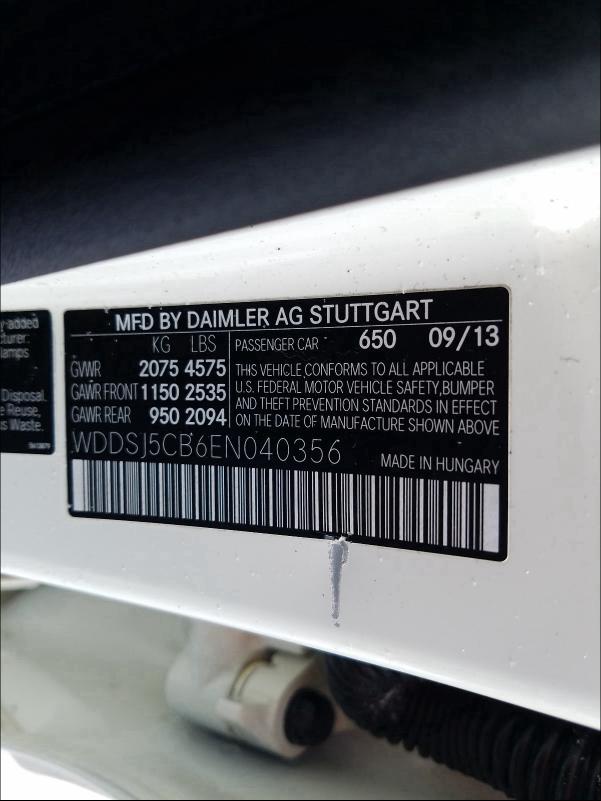 y added
cturer:
lamps
Disposal.
e Reuse,
us Waste.
MFD BY DAIMLER AG STUTTGART
KG LBS
GVWR 2075 4575
GAWR FRONT 1150 2535
GAWR REAR 950 2094
PASSENGER CAR 650 09/13
THIS VEHICLE CONFORMS TO ALL APPLICABLE
U.S. FEDERAL MOTOR VEHICLE SAFETY,BUMPER
AND THEFT PREVENTION STANDARDS IN EFFECT
ON THE DATE OF MANUFACTURE SHOWN ABOVE
WDDSJ5CB6EN040356
MADE IN HUNGARY